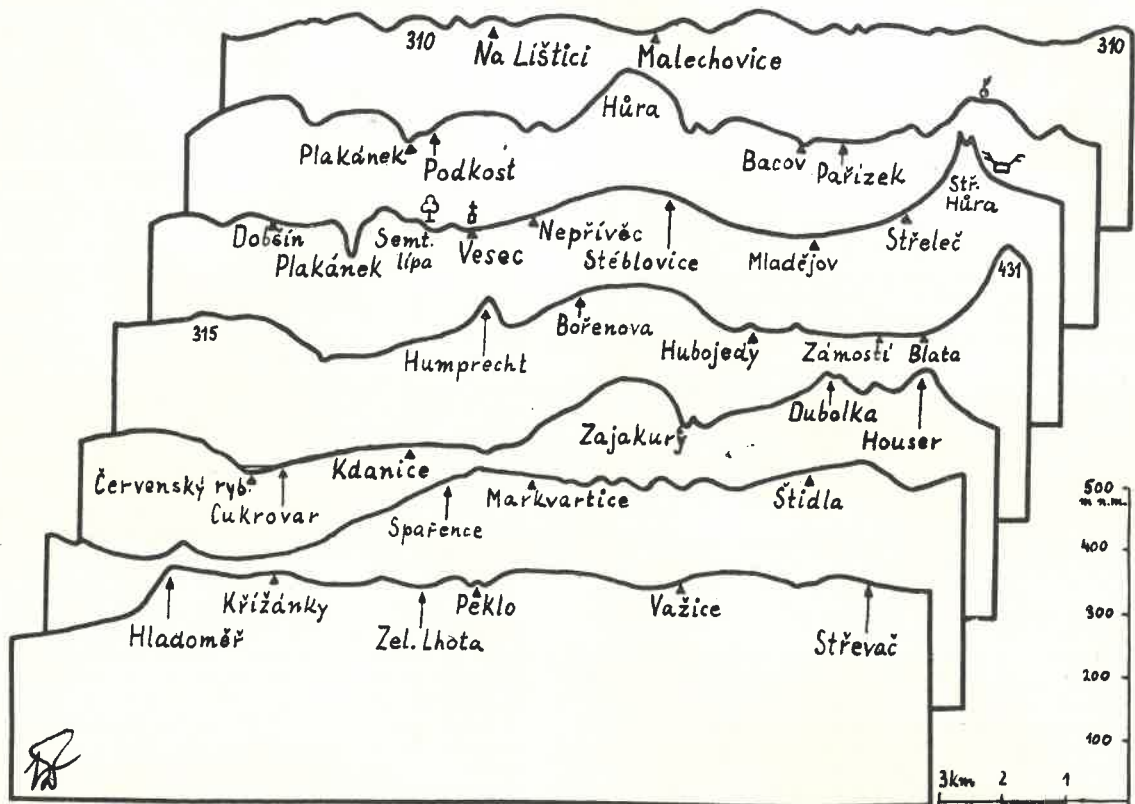 310
Na Líštici
Malechovice
310
Hůra
Plakánek
Podkost
Bacov
Pařízek
Stř.
Hůra
Dobšín
Plakánek
Semt.
lípa
Vesec
Nepřívěc
Stéblovice
Mladějov
Střeleč
315
Humprecht
Bořenova
Hubojedy
Zámostí
Blata
431
Červenský ryb.
Cukrovar
Kdanice
Zajakury
Dubolka
Houser
Spařence
Markvartice
Štidla
500
m n.m.
400
300
200
100
Hladoměř
Křížánky
Zel. Lhota
Peklo
Važice
Střevač
3km 2 1